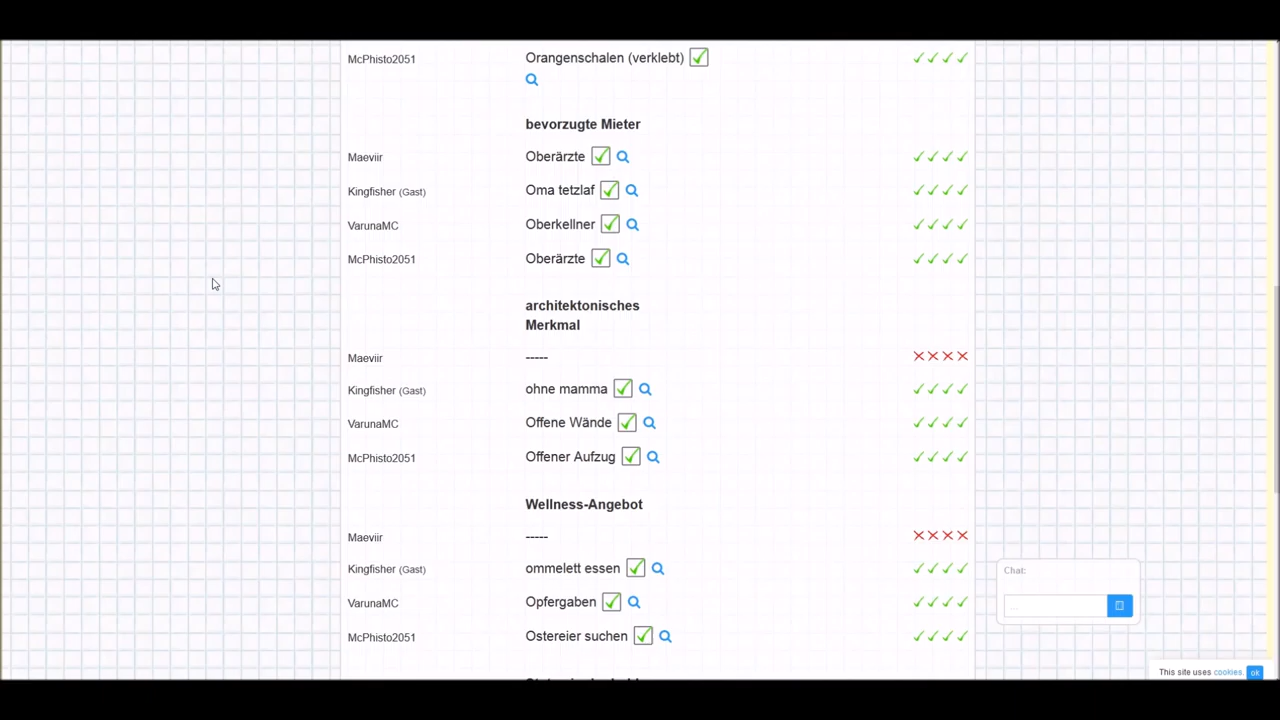 McPhisto2051 Orangenschalen (verklebt)
bevorzugte Mieter
Maeviir Oberärzte
Kingfisher (Gast) Oma tetzlaf
VarunaMC Oberkellner
McPhisto2051 Oberärzte
architektonisches
Merkmal
Maeviir -----
Kingfisher (Gast) ohne mamma
VarunaMC Offene Wände
McPhisto2051 Offener Aufzug
Wellness-Angebot
Maeviir -----
Kingfisher (Gast) ommelett essen
VarunaMC Opfergaben
McPhisto2051 Ostereier suchen
Chat:
...
This site uses cookies. ok